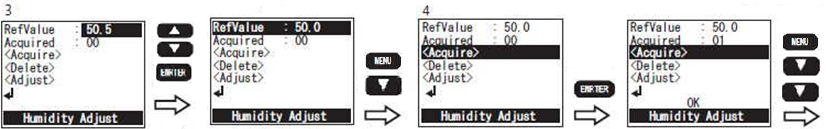 3
RefValue : 50.5
Acquired : 00
<Acquire>
<Delete>
<Adjust>
Humidity Adjust
ENRTER
RefValue : 50.0
Acquired : 00
<Acquire>
<Delete>
<Adjust>
Humidity Adjust
MENU
4
RefValue : 50.0
Acquired : 00
<Acquire>
<Delete>
<Adjust>
Humidity Adjust
ENRTER
RefValue : 50.0
Acquired : 01
<Acquire>
<Delete>
<Adjust>
OK
Humidity Adjust
MENU